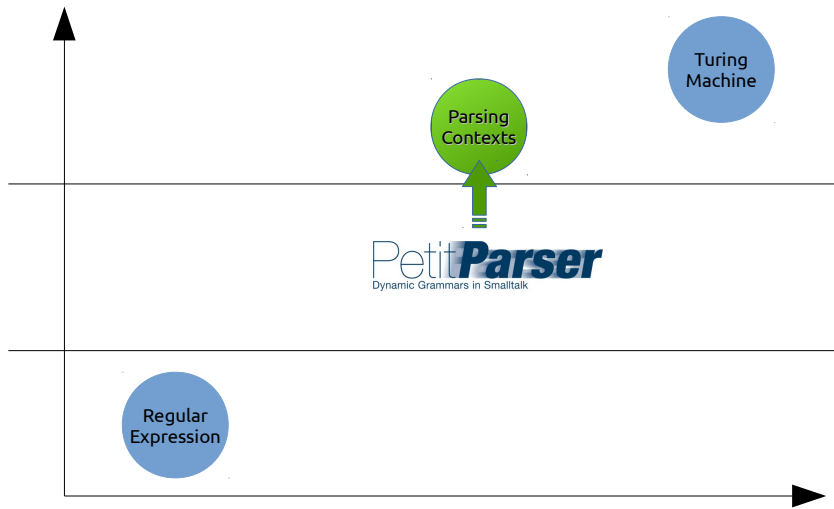 Turing
Machine
Parsing
Contexts
PetitParser
Dynamic Grammars in Smalltalk
Regular
Expression